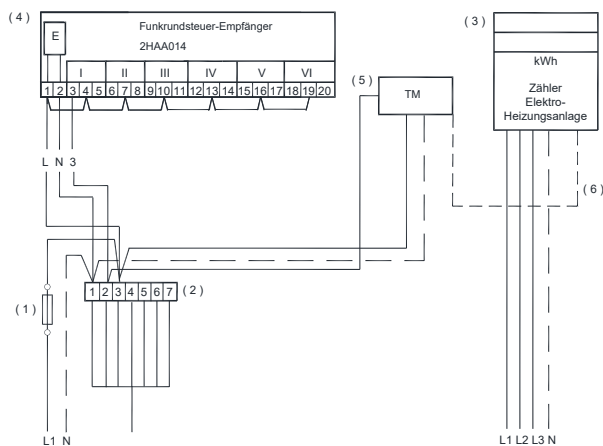 ( 4 )
Funkrundsteuer-Empfänger
2HAA014
E
I II III IV V VI
1 2 3 4 5 6 7 8 9 10 11 12 13 14 15 16 17 18 19 20
L N 3
( 5 )
TM
( 3 )
kWh
Zähler
Elektro-
Heizungsanlage
( 6 )
1 2 3 4 5 6 7
( 2 )
( 1 )
L1 N
L1 L2 L3 N